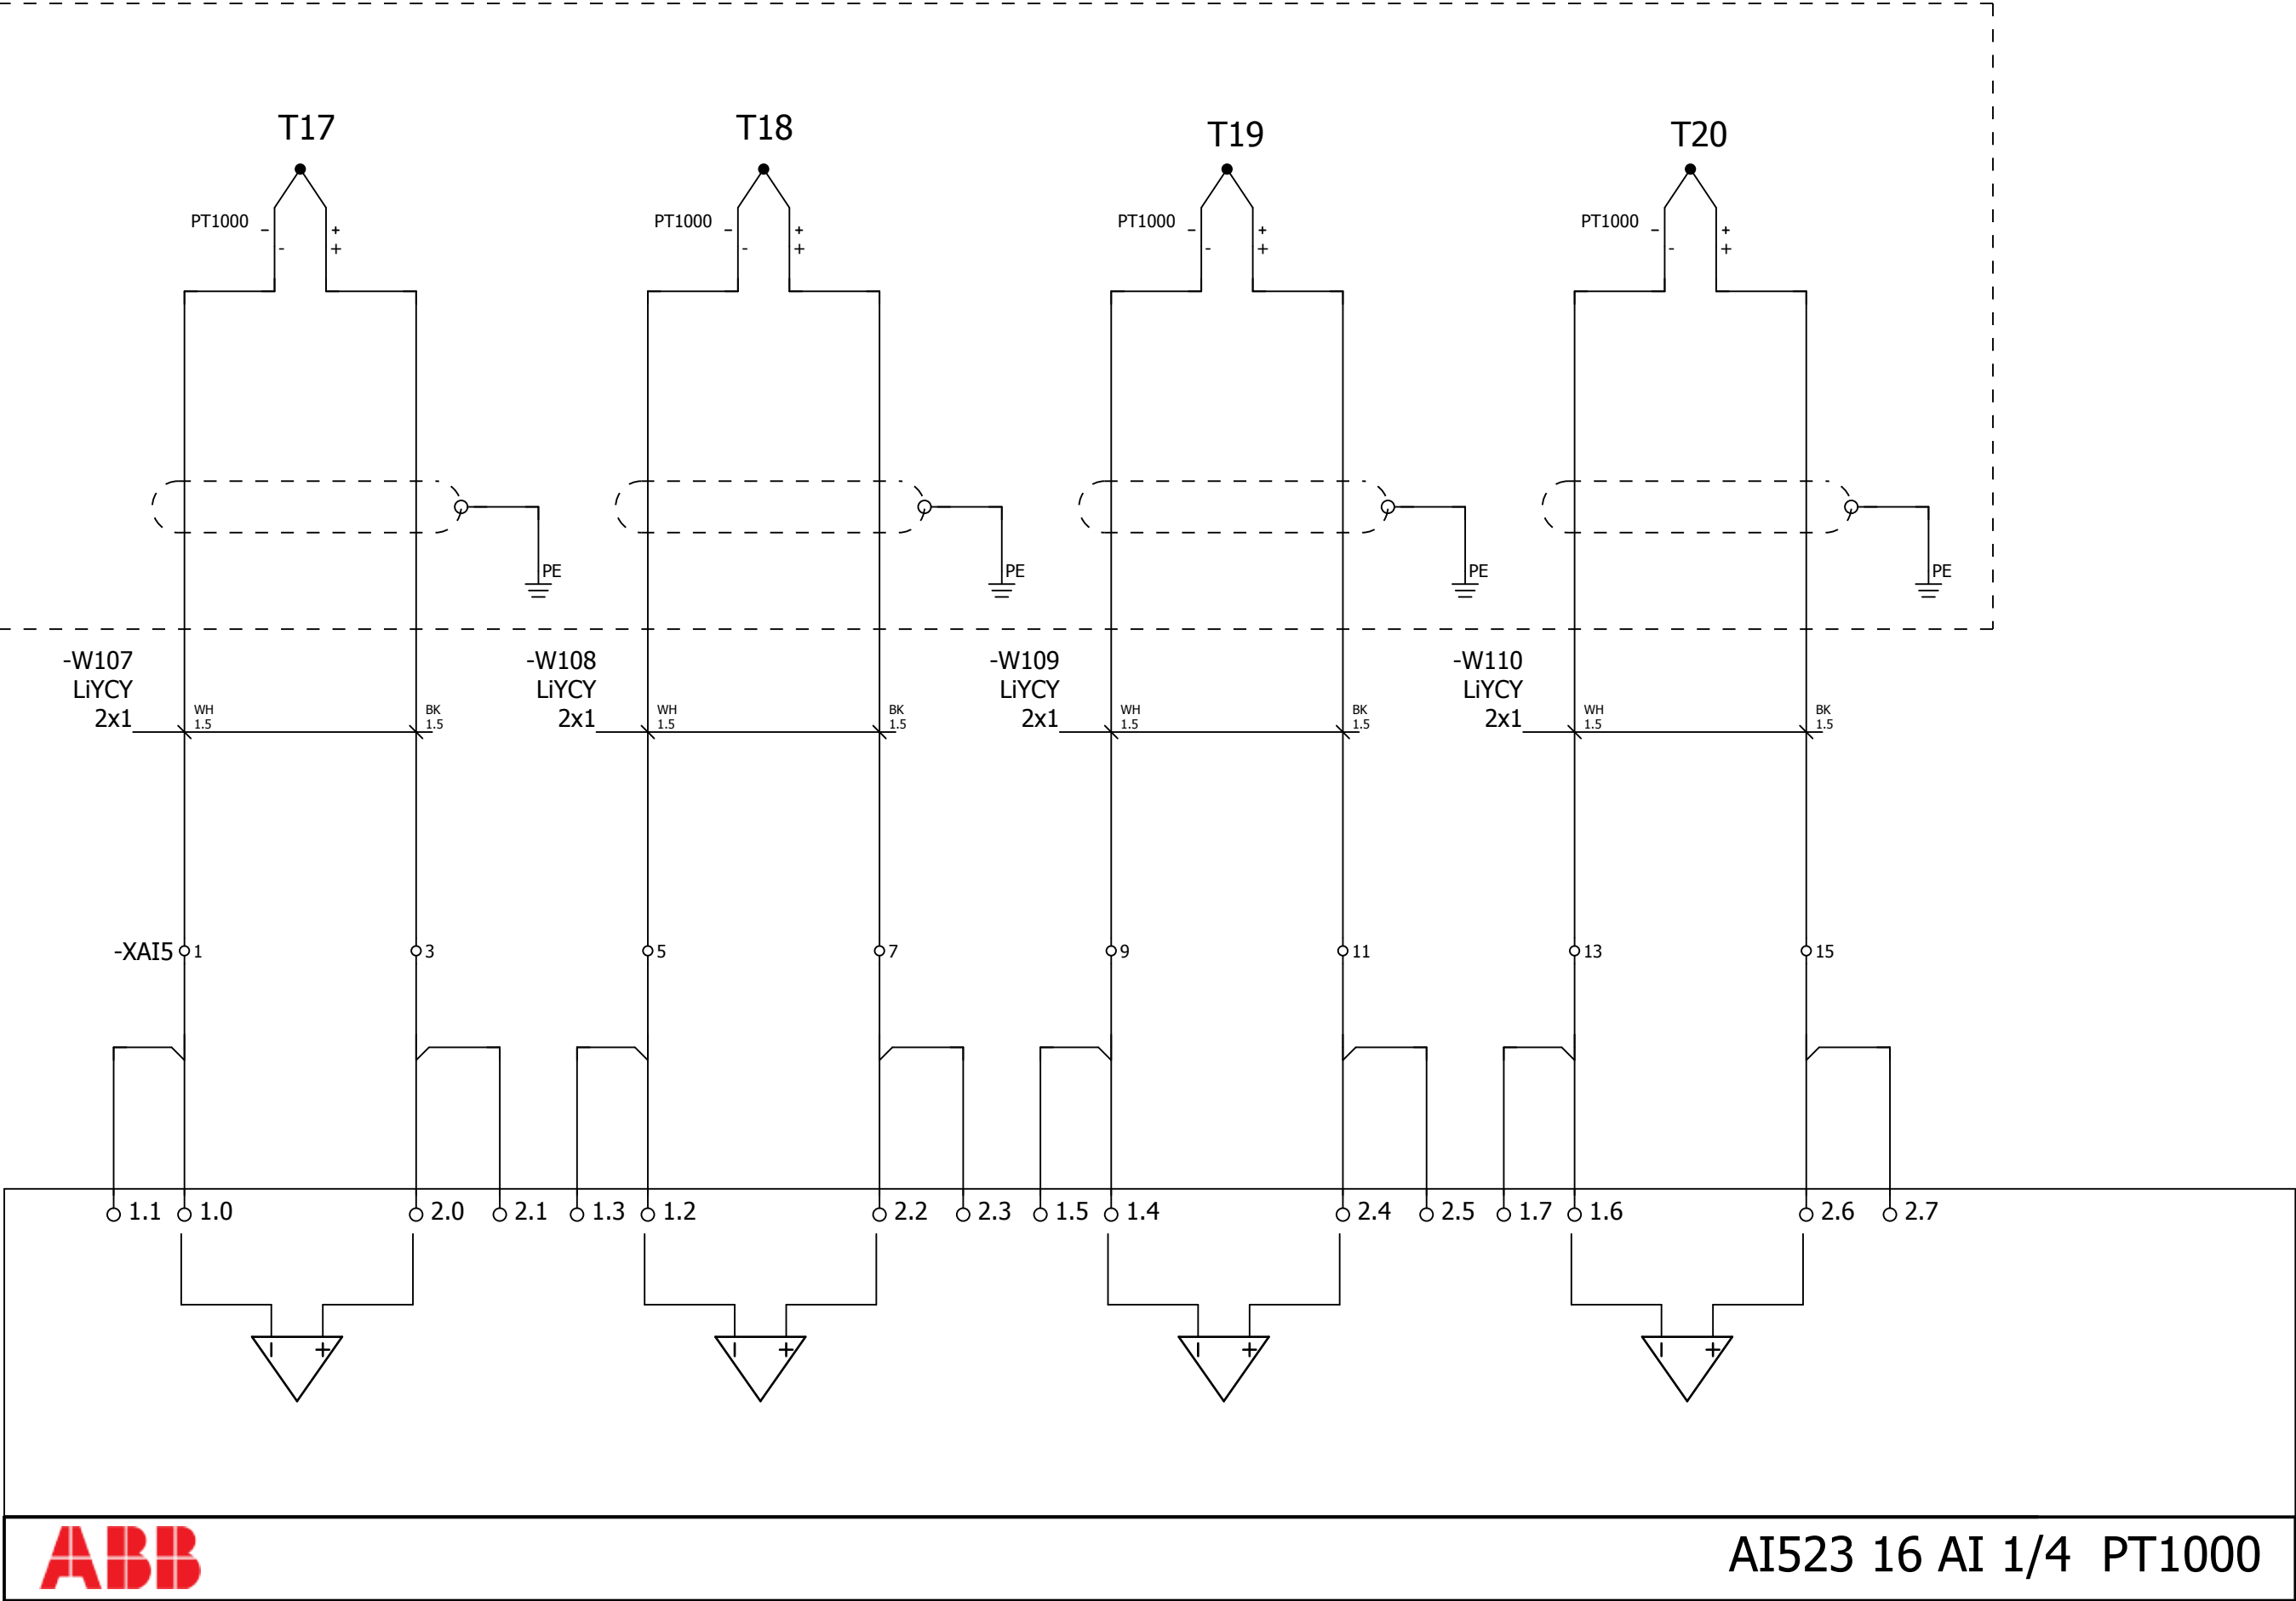 T17 T18 T19 T20
PT1000 - + PT1000 - + PT1000 - + PT1000 - +
- + - + - + - +
PE PE PE PE
-W107 -W108 -W109 -W110
LiYCY LiYCY LiYCY LiYCY
2x1 2x1 2x1 2x1
WH BK WH BK WH BK WH BK
1.5 1.5 1.5 1.5 1.5 1.5 1.5 1.5
-XAI5 1 3 5 7 9 11 13 15
1.1 1.0 2.0 2.1 1.3 1.2 2.2 2.3 1.5 1.4 2.4 2.5 1.7 1.6 2.6 2.7
- + - + - + - +
ABB
AI523 16 AI 1/4 PT1000